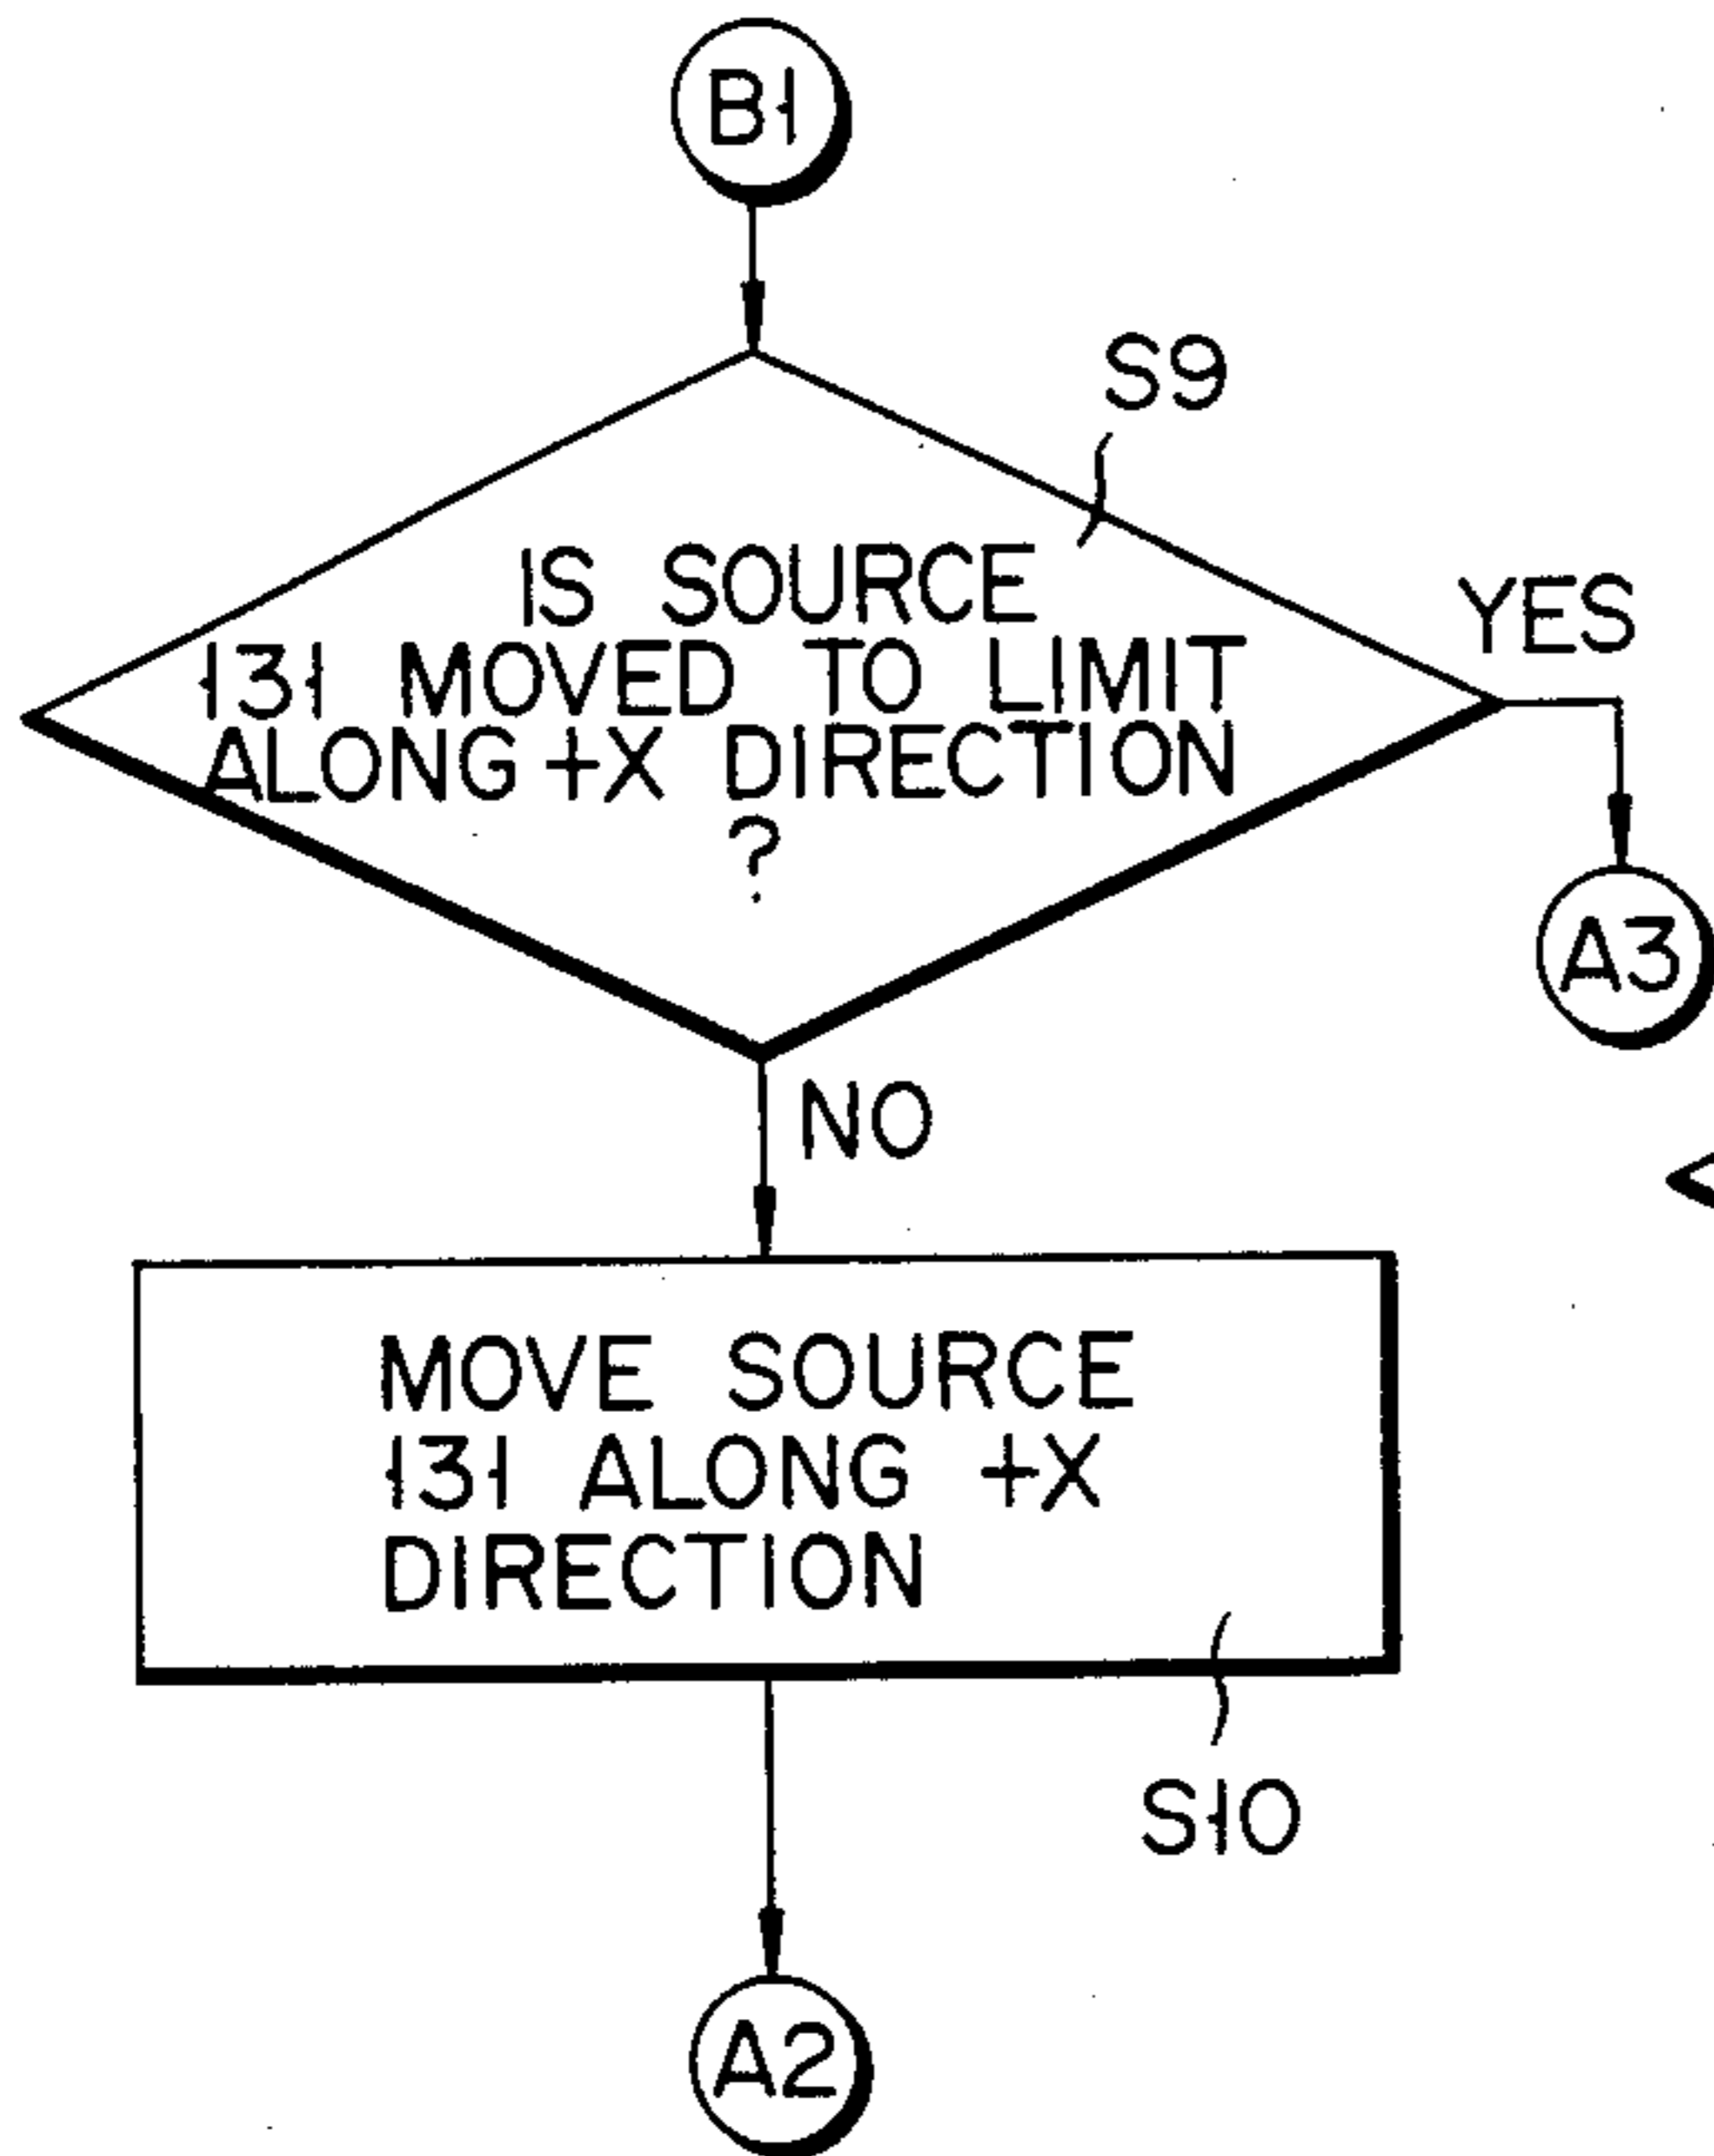 B1
S9
IS SOURCE
131 MOVED TO LIMIT
ALONG +X DIRECTION
?
YES
A3
NO
MOVE SOURCE
131 ALONG +X
DIRECTION
S10
A2